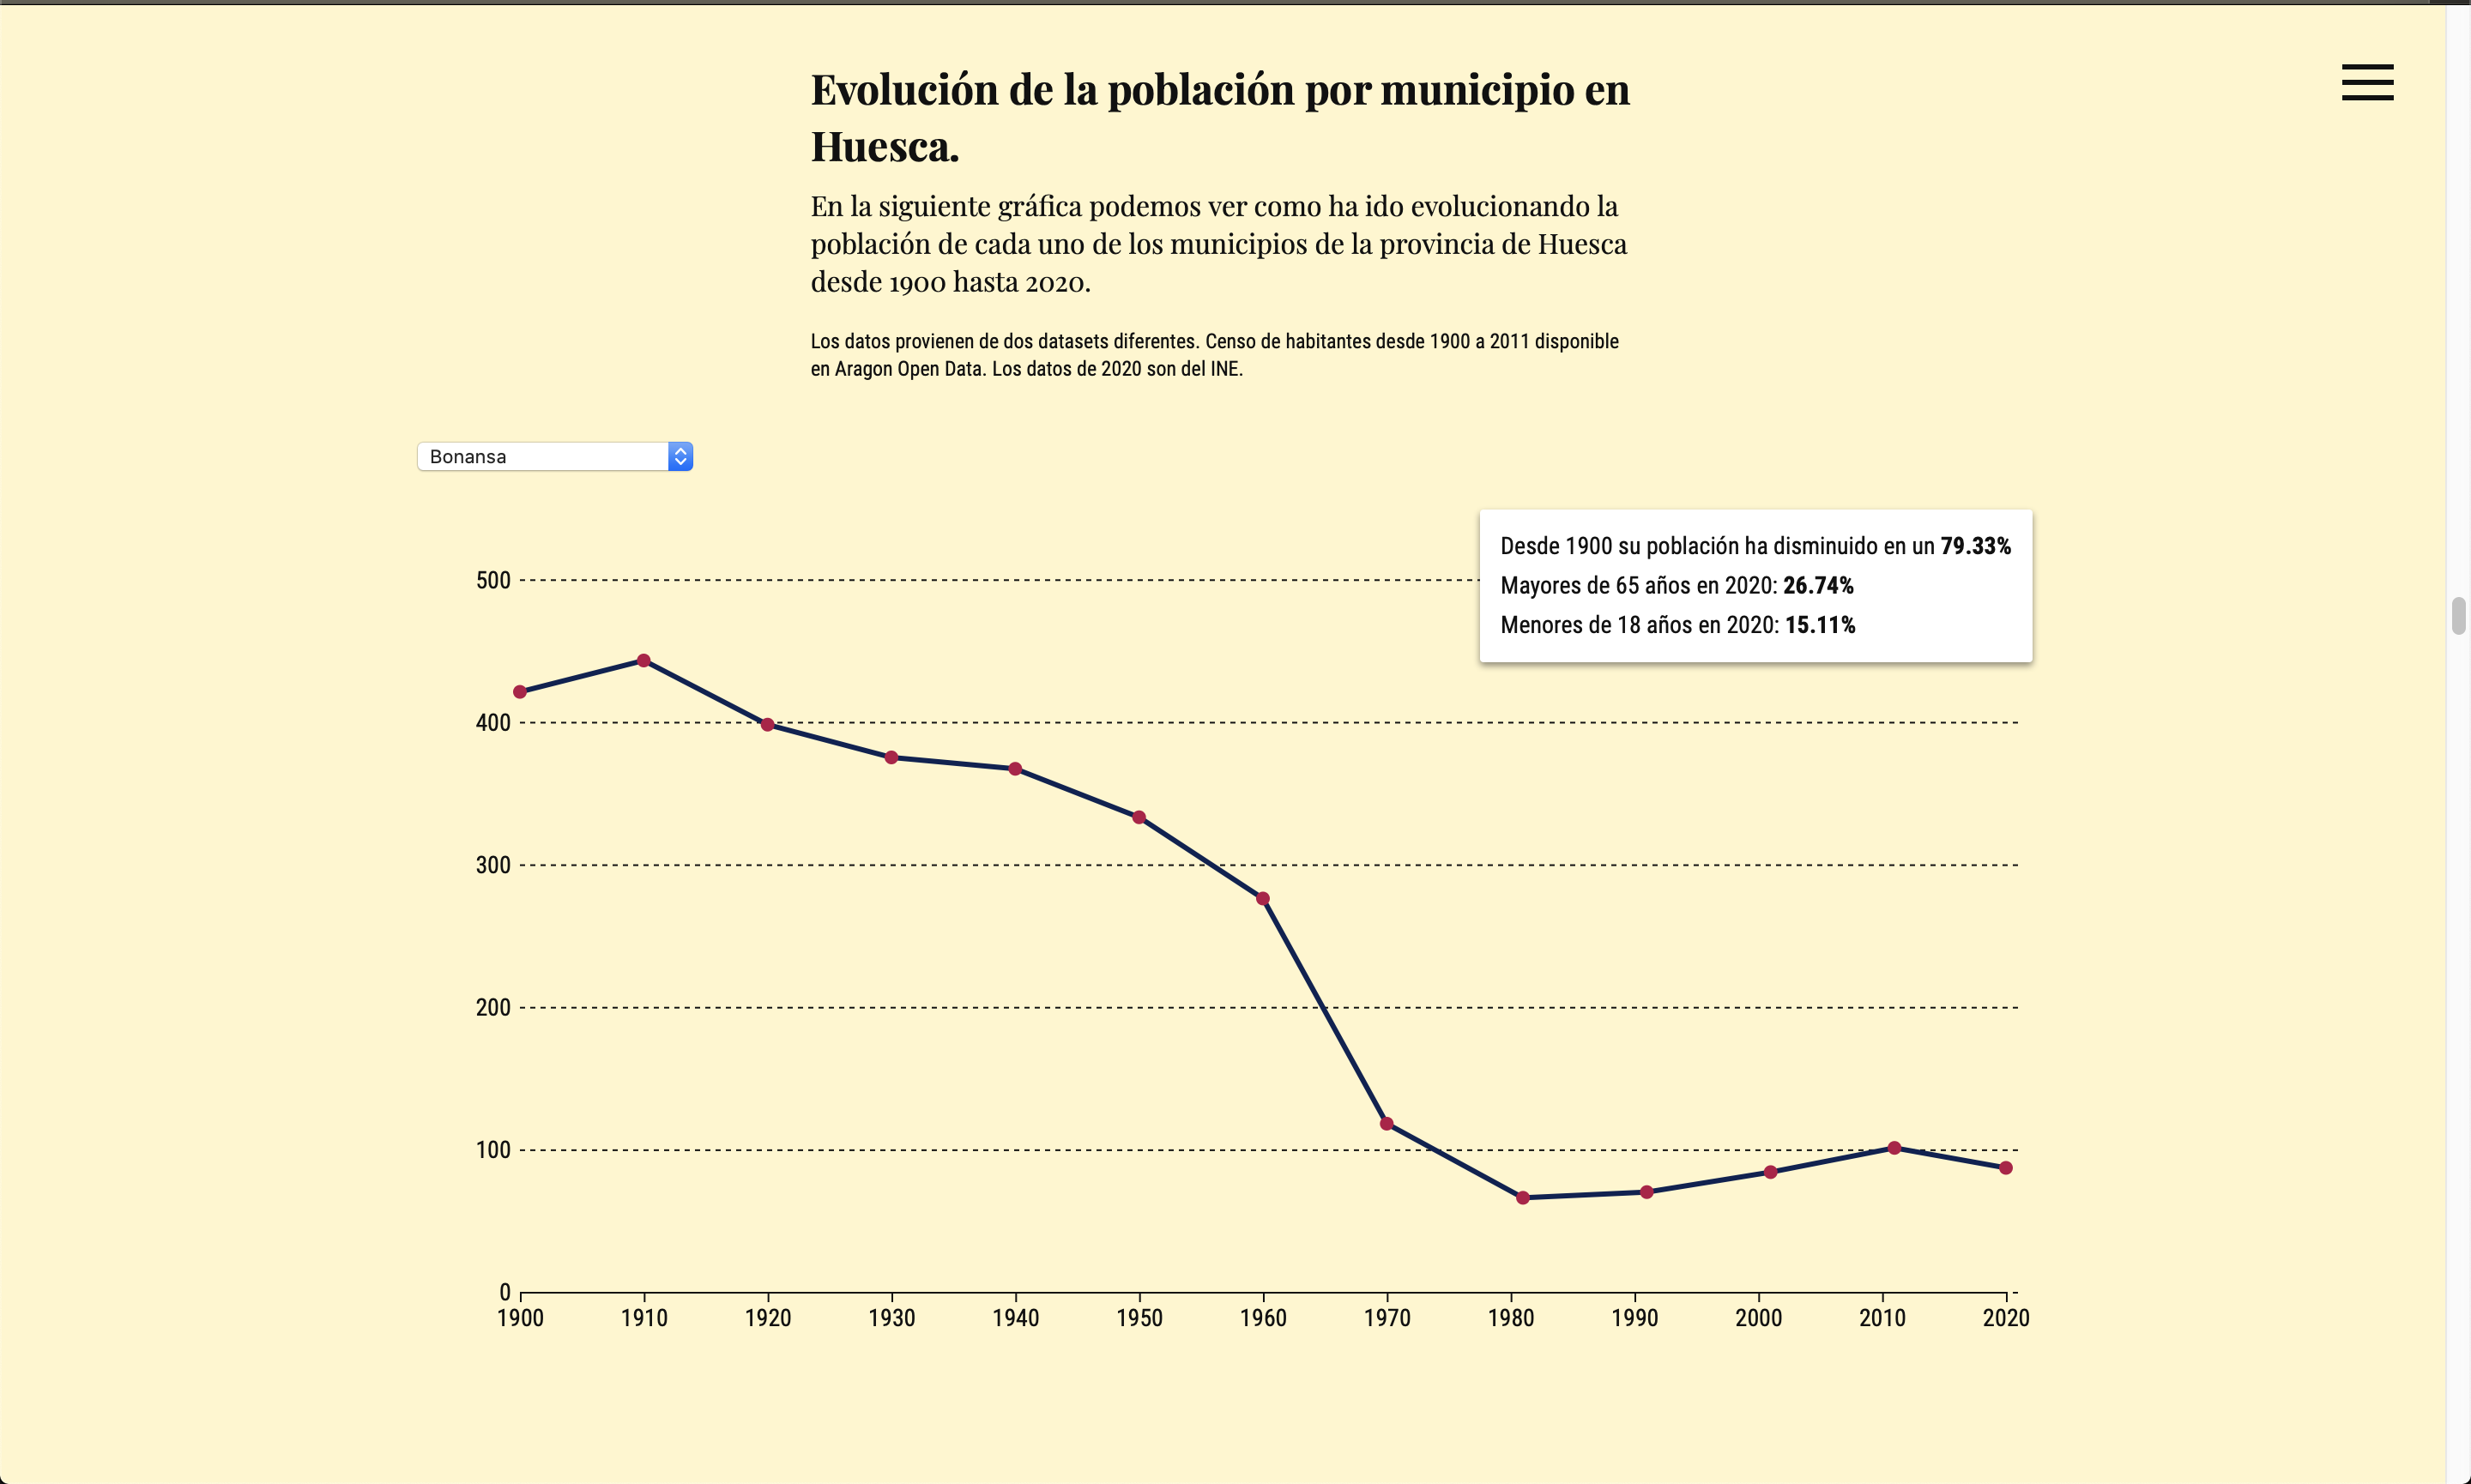 Evolución de la población por municipio en
Huesca.
En la siguiente gráfica podemos ver como ha ido evolucionando la
población de cada uno de los municipios de la provincia de Huesca
desde 1900 hasta 2020.
Los datos provienen de dos datasets diferentes. Censo de habitantes desde 1900 a 2011 disponible
en Aragon Open Data. Los datos de 2020 son del INE.
Bonansa
Desde 1900 su población ha disminuido en un 79.33%
Mayores de 65 años en 2020: 26.74%
Menores de 18 años en 2020: 15.11%
500
400
300
200
100
0
1900 1910 1920 1930 1940 1950 1960 1970 1980 1990 2000 2010 2020